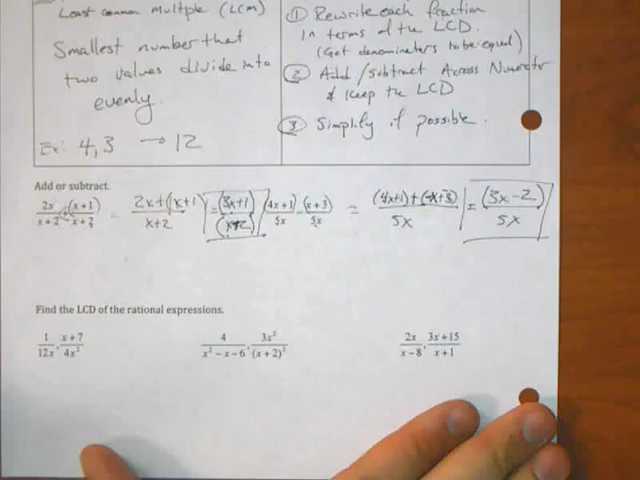 Least common Multiple (LCM)
Smallest number that
two values divide into
evenly.
Ex: 4,3 → 12
① Rewrite each fraction
in terms of the LCD.
(Get denominators to be equal)
② Add/Subtract Across Numerator
& Keep the LCD
③ Simplify if possible.
Add or subtract.
2x/(x+2) + (x+1)/(x+2) = (2x+(x+1))/(x+2) = (3x+1)/(x+2)
(4x+1)/5x − (x+3)/5x = ((4x+1)+(-x+-3))/5x = (3x-2)/5x
Find the LCD of the rational expressions.
1/12x, (x+7)/4x²
4/(x²−x−6), 3x²/(x+2)²
2x/(x−8), (3x+15)/(x+1)